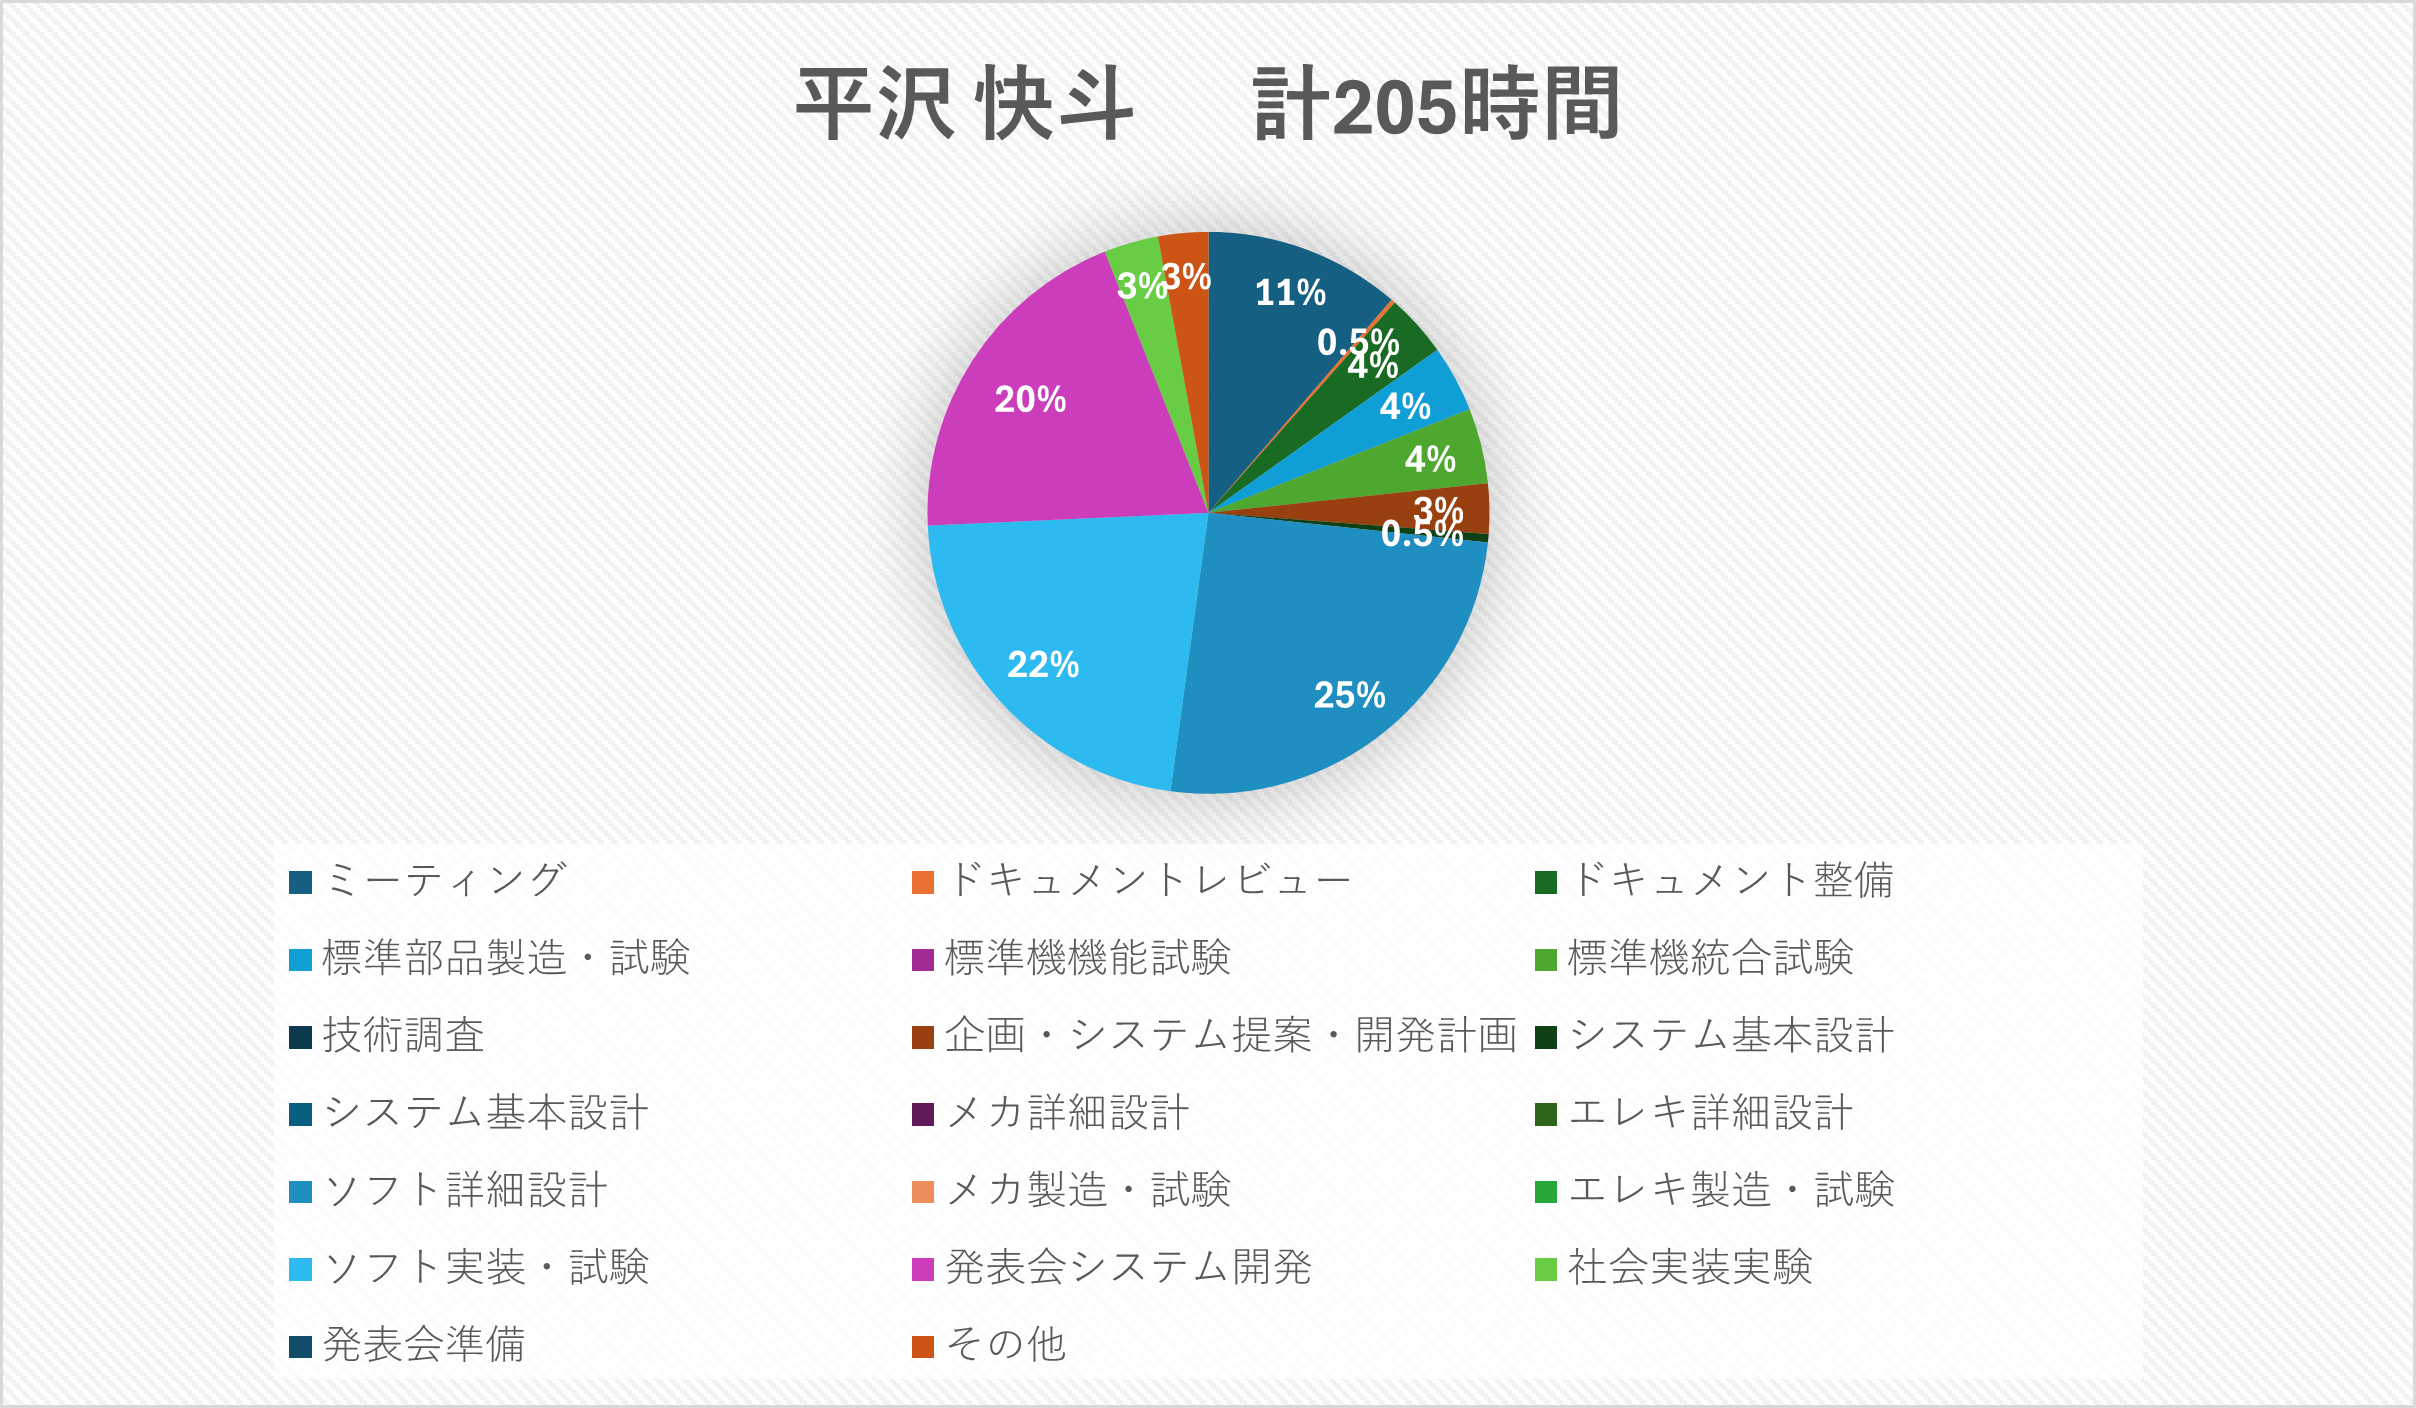 平沢 快斗　計205時間
3%
3%
11%
0.5%
4%
20%
4%
4%
3%
0.5%
22%
25%
ミーティング
ドキュメントレビュー
ドキュメント整備
標準部品製造・試験
標準機機能試験
標準機統合試験
技術調査
企画・システム提案・開発計画
システム基本設計
システム基本設計
メカ詳細設計
エレキ詳細設計
ソフト詳細設計
メカ製造・試験
エレキ製造・試験
ソフト実装・試験
発表会システム開発
社会実装実験
発表会準備
その他